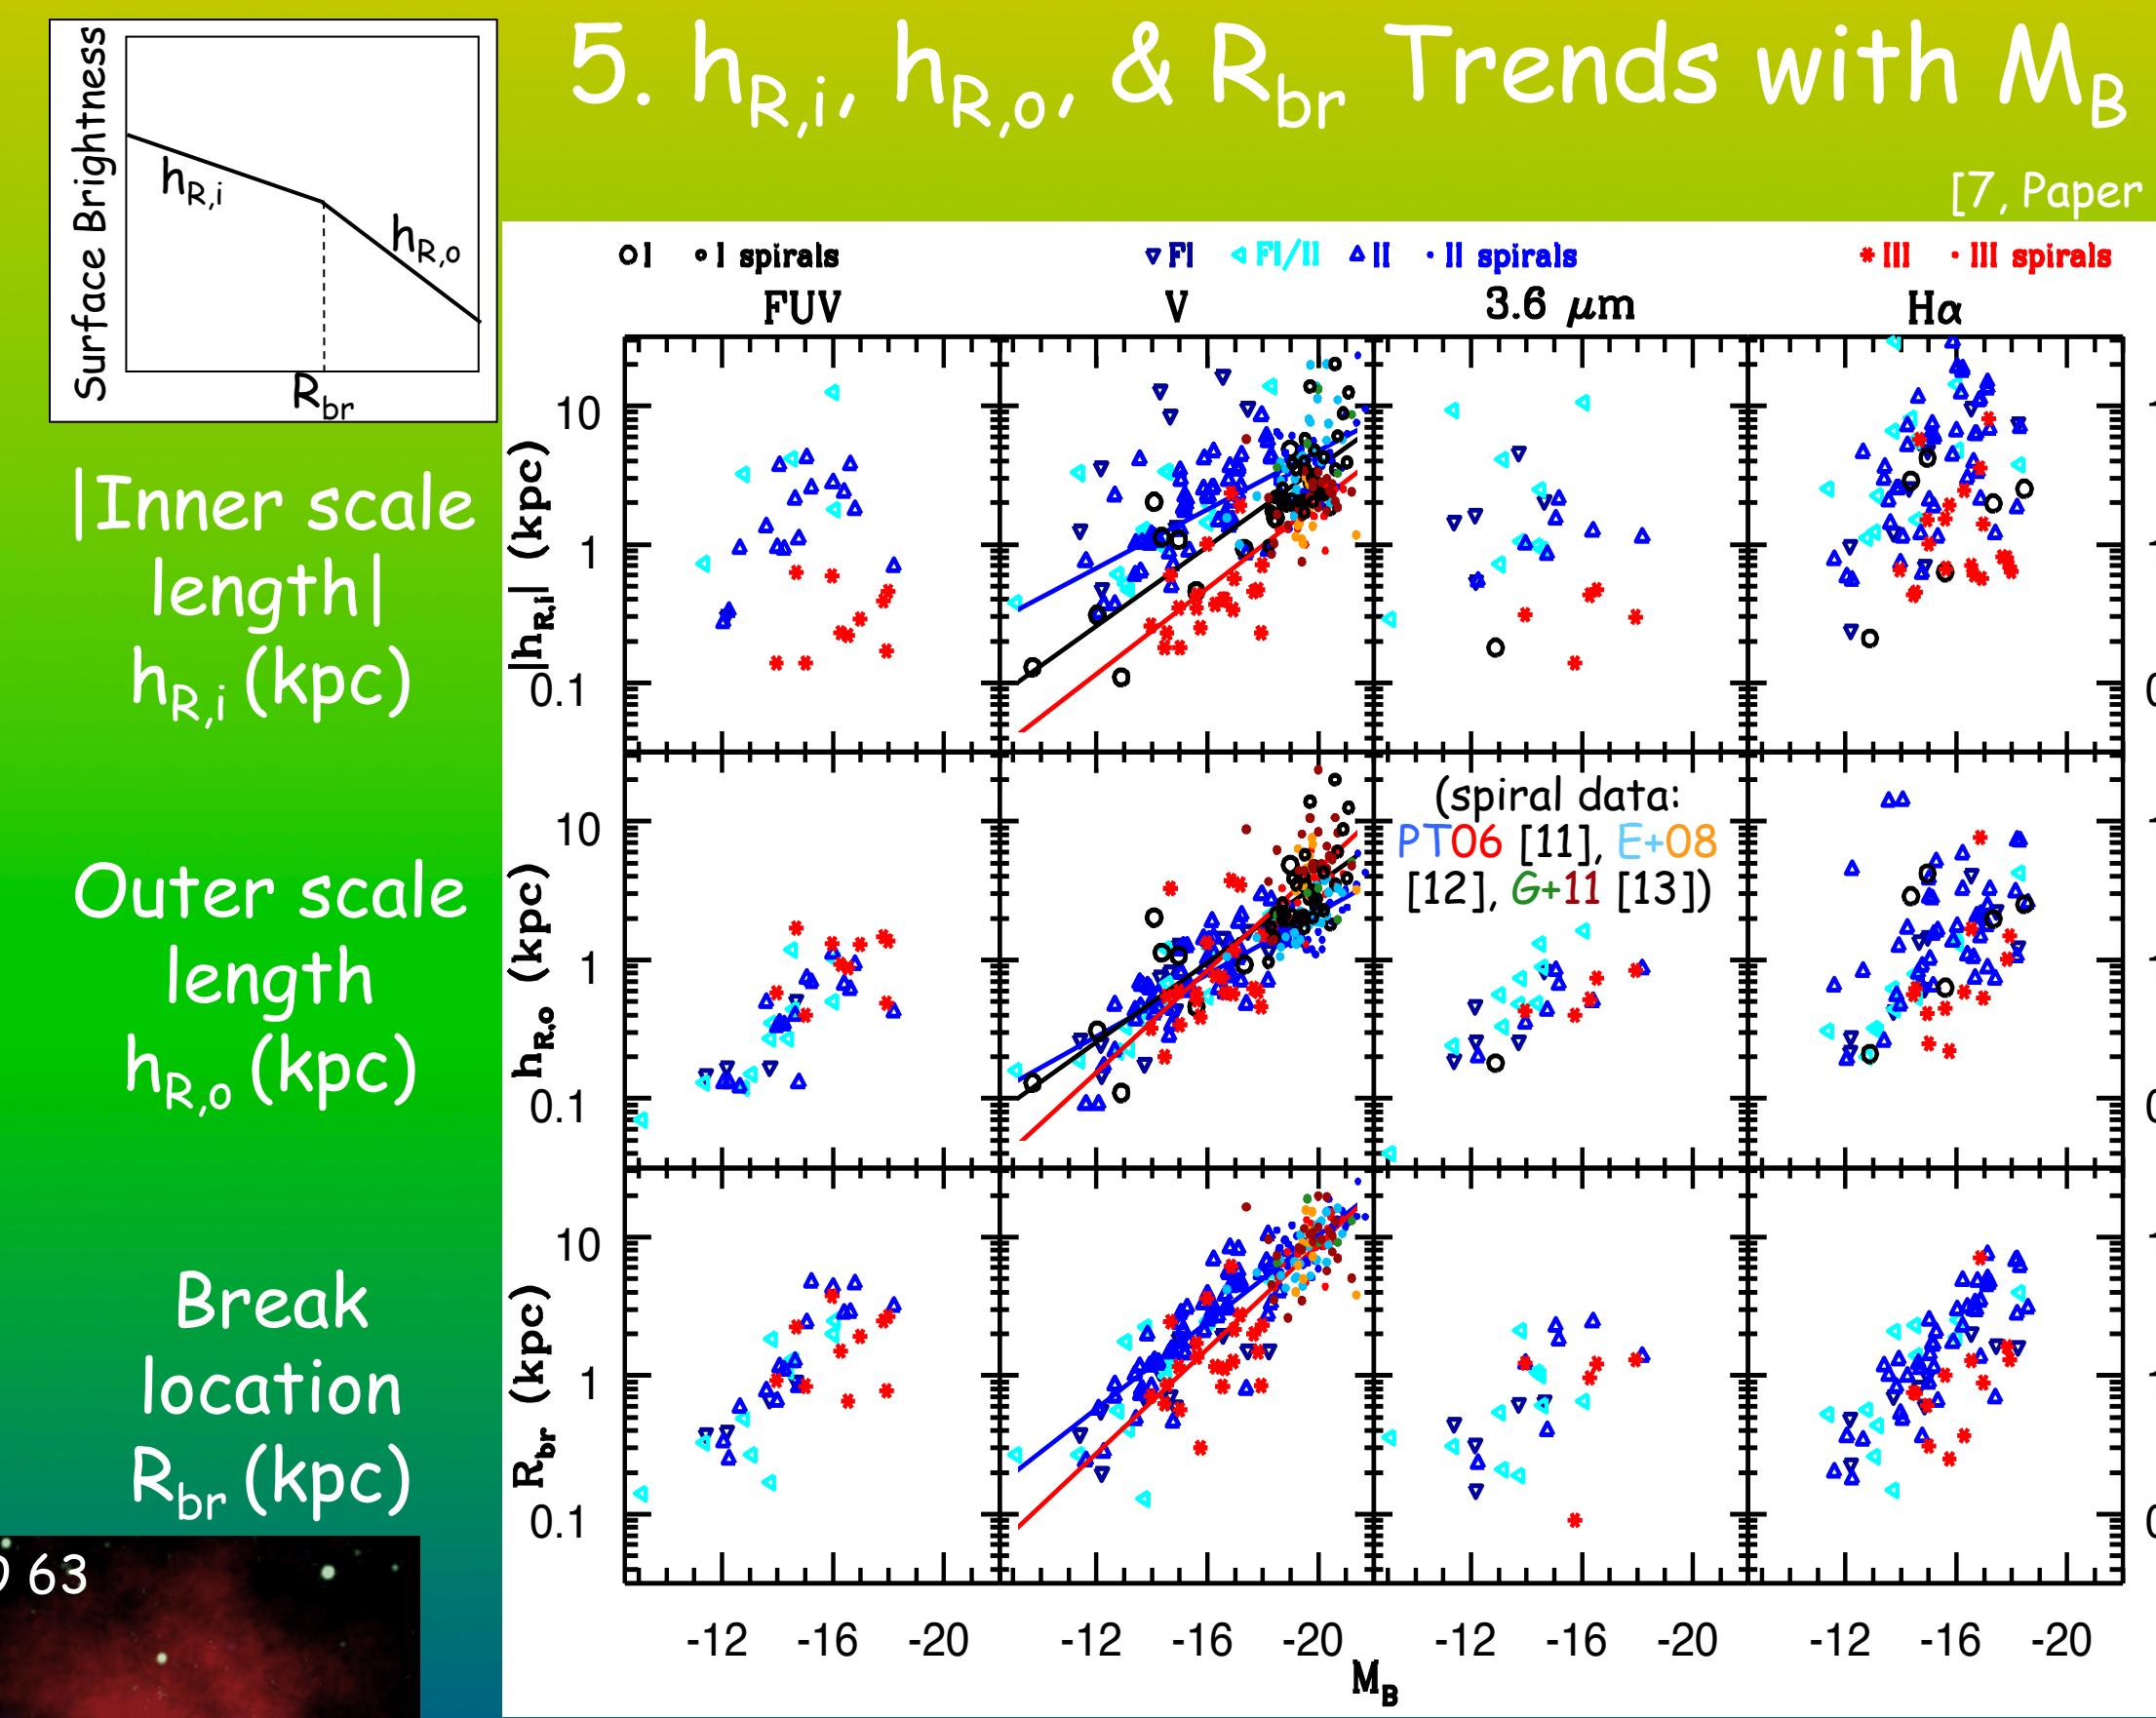 5. hR,i, hR,o, & Rbr Trends with MB
[7, Paper
Surface Brightness
hR,i
hR,o
Rbr
|Inner scale
length|
hR,i (kpc)
Outer scale
length
hR,o (kpc)
Break
location
Rbr (kpc)
63
I I spirals FI FI/II II II spirals III III spirals
FUV V 3.6 μm Hα
|hR,i| (kpc)
10
1
0.1
hR,o (kpc)
10
1
0.1
(spiral data:
PT06 [11], E+08
[12], G+11 [13])
Rbr (kpc)
10
1
0.1
-12 -16 -20 -12 -16 -20 -12 -16 -20 -12 -16 -20
MB